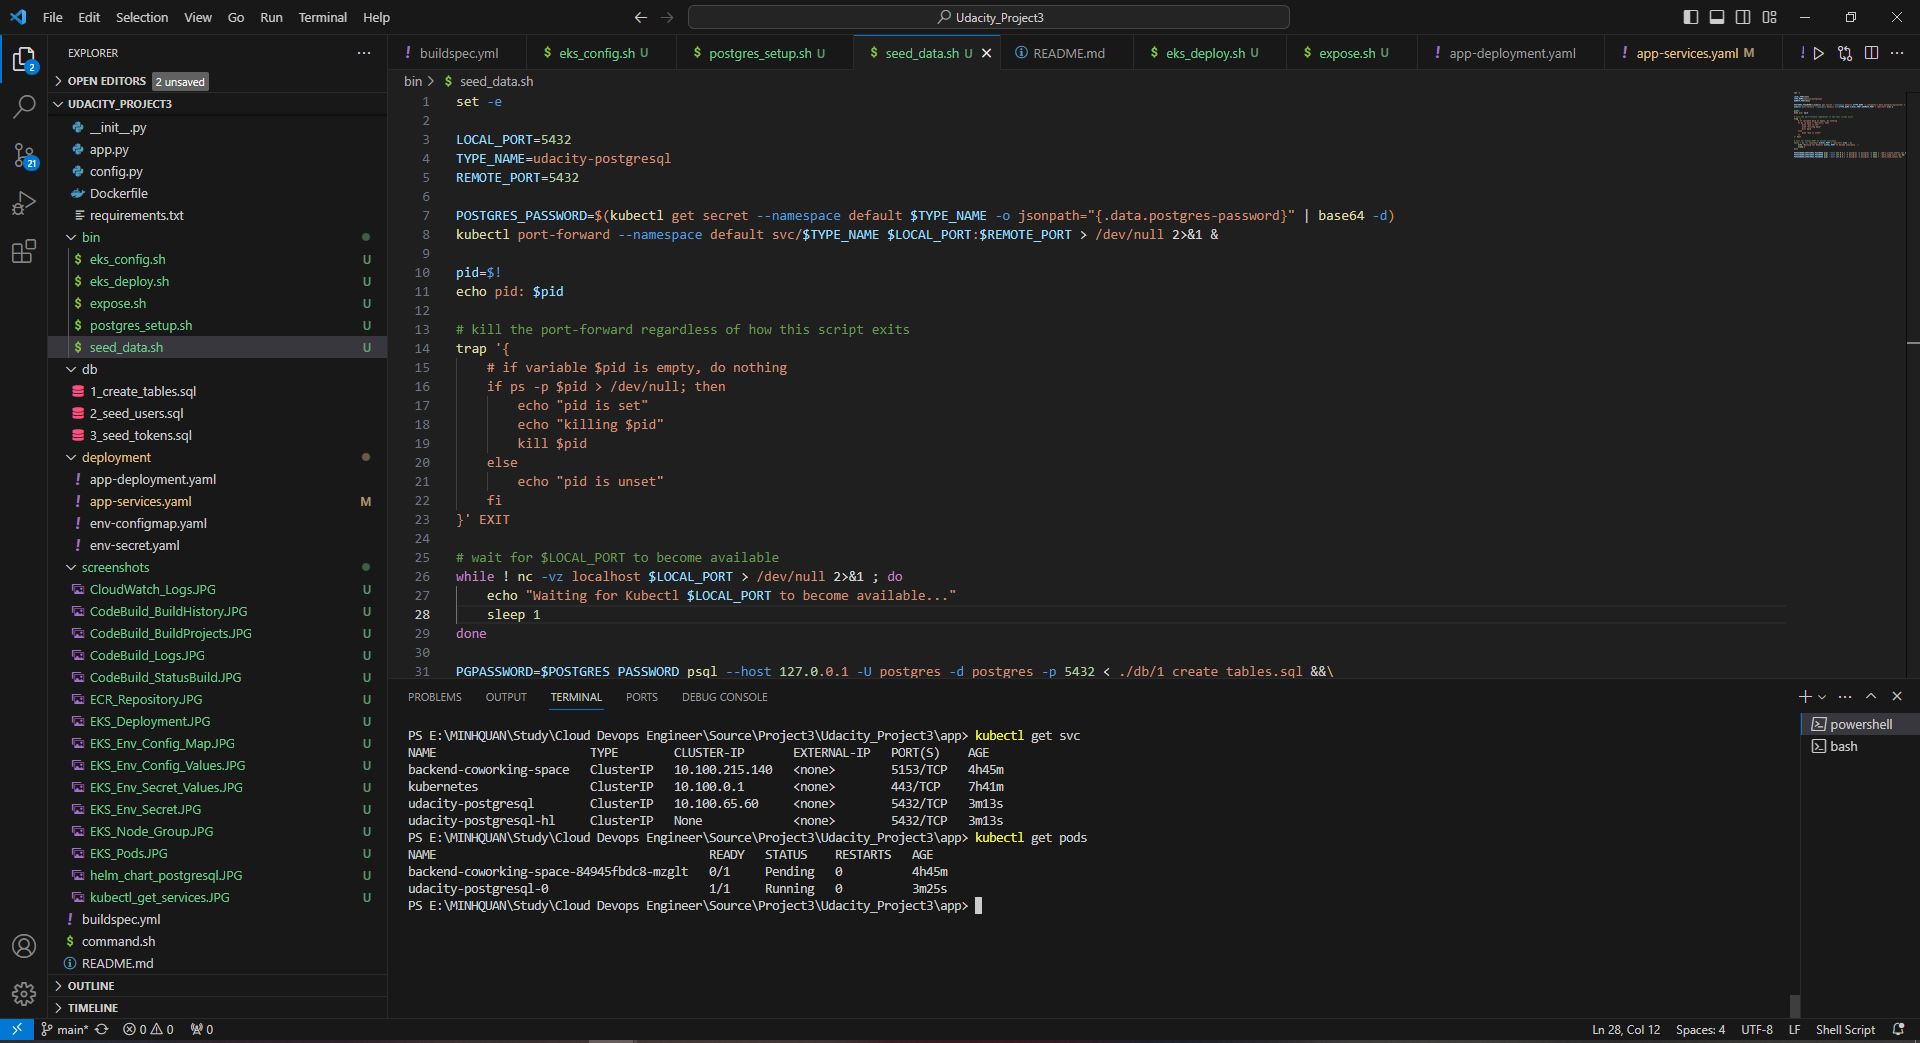 File Edit Selection View Go Run Terminal Help
Udacity_Project3
EXPLORER
OPEN EDITORS 2 unsaved
UDACITY_PROJECT3
__init__.py
app.py
config.py
Dockerfile
requirements.txt
bin
eks_config.sh U
eks_deploy.sh U
expose.sh U
postgres_setup.sh U
seed_data.sh U
db
1_create_tables.sql
2_seed_users.sql
3_seed_tokens.sql
deployment
app-deployment.yaml
app-services.yaml M
env-configmap.yaml
env-secret.yaml
screenshots
CloudWatch_Logs.JPG U
CodeBuild_BuildHistory.JPG U
CodeBuild_BuildProjects.JPG U
CodeBuild_Logs.JPG U
CodeBuild_StatusBuild.JPG U
ECR_Repository.JPG U
EKS_Deployment.JPG U
EKS_Env_Config_Map.JPG U
EKS_Env_Config_Values.JPG U
EKS_Env_Secret_Values.JPG U
EKS_Env_Secret.JPG U
EKS_Node_Group.JPG U
EKS_Pods.JPG U
helm_chart_postgresql.JPG U
kubectl_get_services.JPG U
buildspec.yml
command.sh
README.md
OUTLINE
TIMELINE
2
21
buildspec.yml eks_config.sh U postgres_setup.sh U seed_data.sh U README.md eks_deploy.sh U expose.sh U app-deployment.yaml app-services.yaml M
bin > $ seed_data.sh
1 set -e
2
3 LOCAL_PORT=5432
4 TYPE_NAME=udacity-postgresql
5 REMOTE_PORT=5432
6
7 POSTGRES_PASSWORD=$(kubectl get secret --namespace default $TYPE_NAME -o jsonpath="{.data.postgres-password}" | base64 -d)
8 kubectl port-forward --namespace default svc/$TYPE_NAME $LOCAL_PORT:$REMOTE_PORT > /dev/null 2>&1 &
9
10 pid=$!
11 echo pid: $pid
12
13 # kill the port-forward regardless of how this script exits
14 trap '{
15 # if variable $pid is empty, do nothing
16 if ps -p $pid > /dev/null; then
17 echo "pid is set"
18 echo "killing $pid"
19 kill $pid
20 else
21 echo "pid is unset"
22 fi
23 }' EXIT
24
25 # wait for $LOCAL_PORT to become available
26 while ! nc -vz localhost $LOCAL_PORT > /dev/null 2>&1 ; do
27 echo "Waiting for Kubectl $LOCAL_PORT to become available..."
28 sleep 1
29 done
30
31 PGPASSWORD=$POSTGRES_PASSWORD psql --host 127.0.0.1 -U postgres -d postgres -p 5432 < ./db/1_create_tables.sql &&\
PROBLEMS OUTPUT TERMINAL PORTS DEBUG CONSOLE
powershell
bash
PS E:\MINHQUAN\Study\Cloud Devops Engineer\Source\Project3\Udacity_Project3\app> kubectl get svc
NAME TYPE CLUSTER-IP EXTERNAL-IP PORT(S) AGE
backend-coworking-space ClusterIP 10.100.215.140 <none> 5153/TCP 4h45m
kubernetes ClusterIP 10.100.0.1 <none> 443/TCP 7h41m
udacity-postgresql ClusterIP 10.100.65.60 <none> 5432/TCP 3m13s
udacity-postgresql-hl ClusterIP None <none> 5432/TCP 3m13s
PS E:\MINHQUAN\Study\Cloud Devops Engineer\Source\Project3\Udacity_Project3\app> kubectl get pods
NAME READY STATUS RESTARTS AGE
backend-coworking-space-84945fbdc8-mzglt 0/1 Pending 0 4h45m
udacity-postgresql-0 1/1 Running 0 3m25s
PS E:\MINHQUAN\Study\Cloud Devops Engineer\Source\Project3\Udacity_Project3\app>
main* 0 0 0 Ln 28, Col 12 Spaces: 4 UTF-8 LF Shell Script